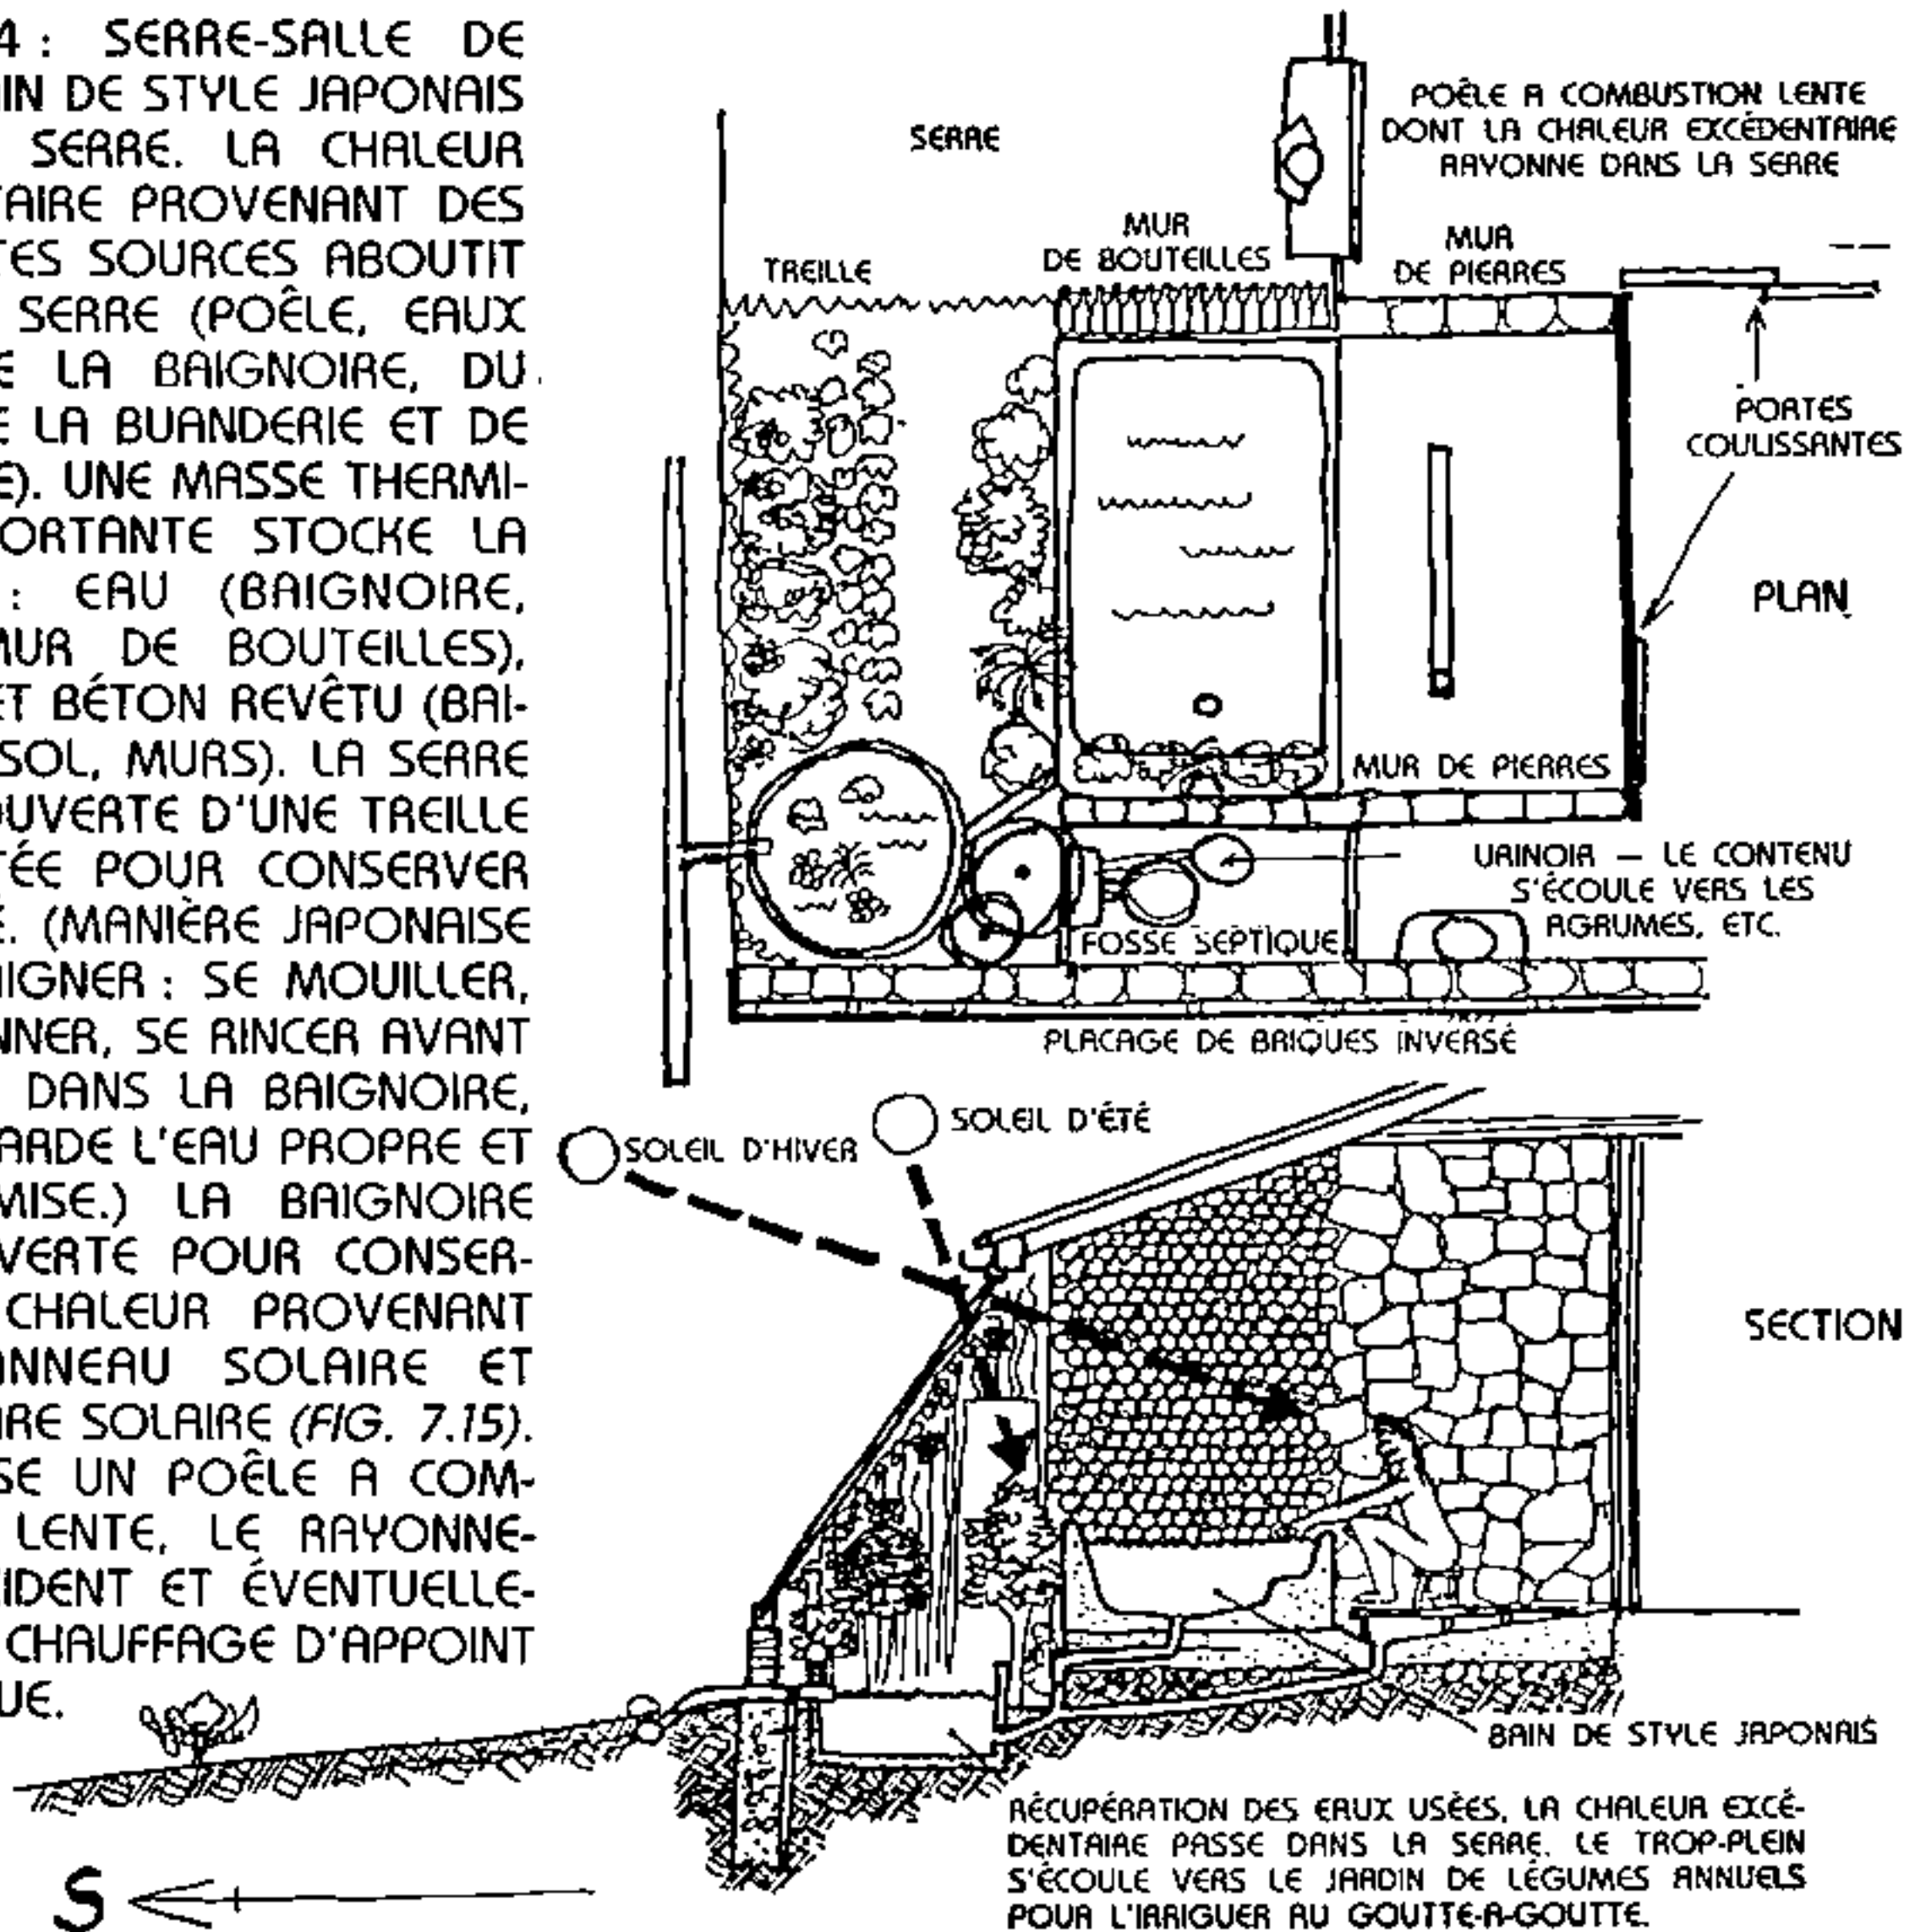 4 : SERRE-SALLE DE
IN DE STYLE JAPONAIS
SERRE. LA CHALEUR
TAIRE PROVENANT DES
TES SOURCES ABOUTIT
SERRE (POÊLE, EAUX
E LA BAIGNOIRE, DU
E LA BUANDERIE ET DE
E). UNE MASSE THERMI-
ORTANTE STOCKE LA
: EAU (BAIGNOIRE,
MUR DE BOUTEILLES),
ET BÉTON REVÊTU (BAI-
SOL, MURS). LA SERRE
OUVERTE D'UNE TREILLE
TÉE POUR CONSERVER
É. (MANIÈRE JAPONAISE
AIGNER : SE MOUILLER,
NNER, SE RINCER AVANT
DANS LA BAIGNOIRE,
ARDE L'EAU PROPRE ET
MISE.) LA BAIGNOIRE
VERTE POUR CONSER-
CHALEUR PROVENANT
ANNEAU SOLAIRE ET
IRE SOLAIRE (FIG. 7.15).
SE UN POÊLE A COM-
LENTE, LE RAYONNE-
IDENT ET ÉVENTUELLE-
CHAUFFAGE D'APPOINT
UE.
SERRE
POÊLE A COMBUSTION LENTE
DONT LA CHALEUR EXCÉDENTAIRE
RAYONNE DANS LA SERRE
TREILLE
MUR
DE BOUTEILLES
MUR
DE PIERRES
PORTES
COULISSANTES
PLAN
MUR DE PIERRES
URINOIR – LE CONTENU
S'ÉCOULE VERS LES
AGRUMES, ETC.
FOSSE SEPTIQUE
PLACAGE DE BRIQUES INVERSÉ
SOLEIL D'HIVER
SOLEIL D'ÉTÉ
SECTION
BAIN DE STYLE JAPONAIS
RÉCUPÉRATION DES EAUX USÉES, LA CHALEUR EXCÉ-
DENTAIRE PASSE DANS LA SERRE. LE TROP-PLEIN
S'ÉCOULE VERS LE JARDIN DE LÉGUMES ANNUELS
POUR L'IRRIGUER AU GOUTTE-A-GOUTTE.
S